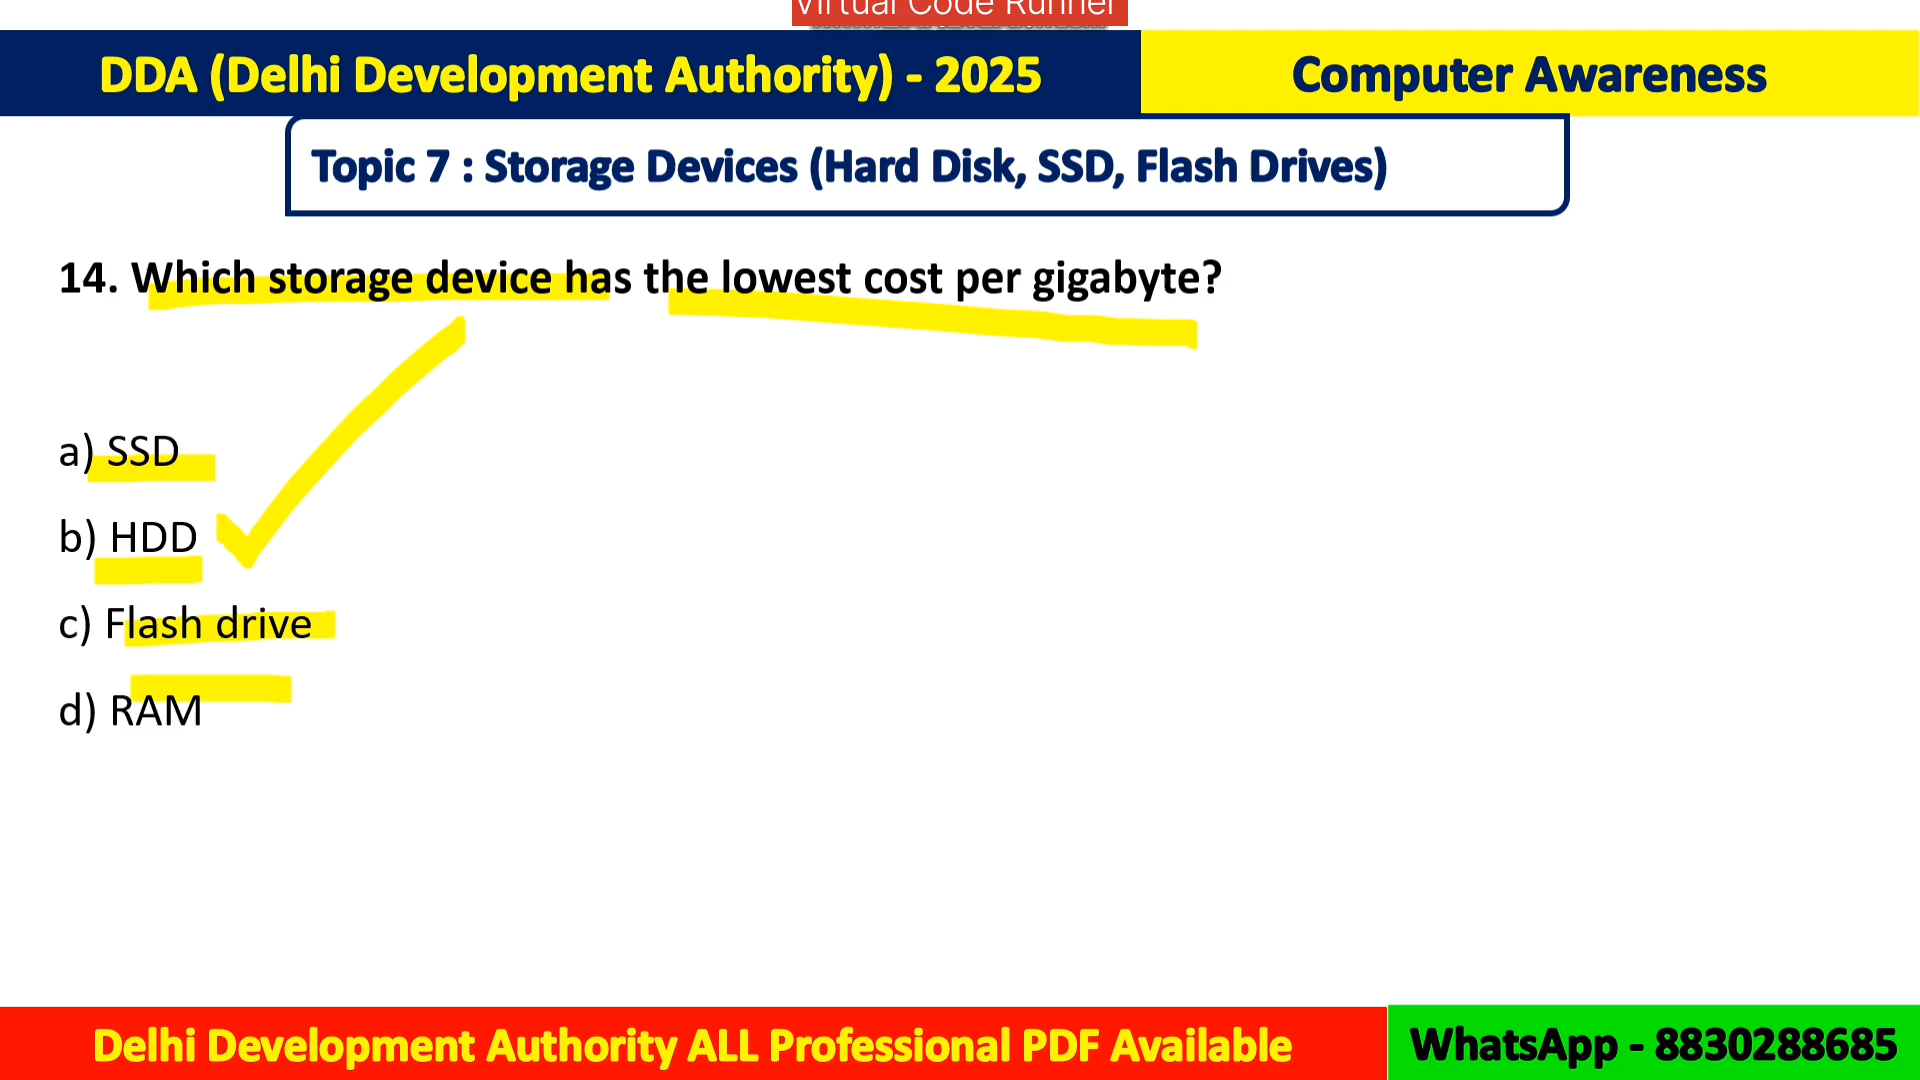 Virtual Code Runner
DDA (Delhi Development Authority) - 2025
Computer Awareness
Topic 7 : Storage Devices (Hard Disk, SSD, Flash Drives)
14. Which storage device has the lowest cost per gigabyte?
a) SSD
b) HDD
c) Flash drive
d) RAM
Delhi Development Authority ALL Professional PDF Available
WhatsApp - 8830288685